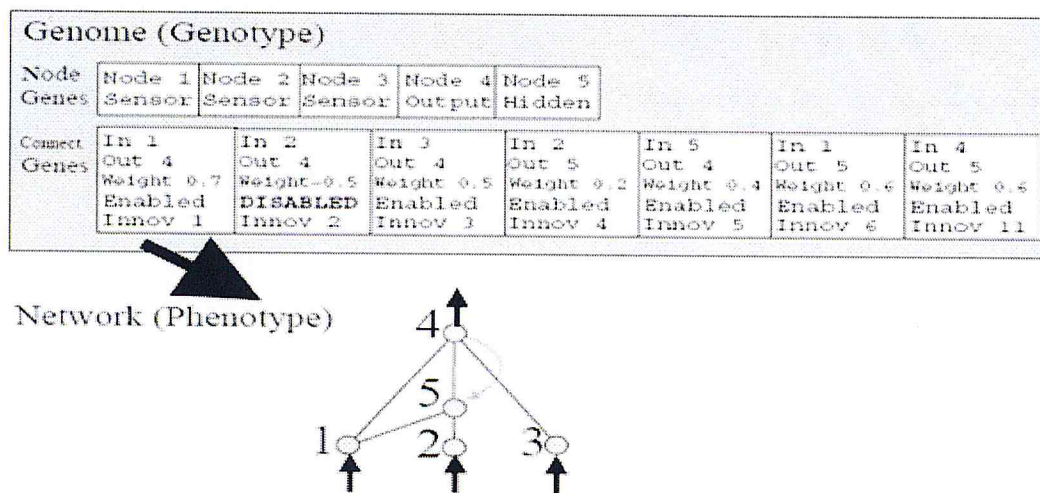 Genome (Genotype)
Node Genes
Node 1 Sensor
Node 2 Sensor
Node 3 Sensor
Node 4 Output
Node 5 Hidden
Connect. Genes
In 1
Out 4
Weight 0.7
Enabled
Innov 1
In 2
Out 4
Weight-0.5
DISABLED
Innov 2
In 3
Out 4
Weight 0.5
Enabled
Innov 3
In 2
Out 5
Weight 0.2
Enabled
Innov 4
In 5
Out 4
Weight 0.4
Enabled
Innov 5
In 1
Out 5
Weight 0.6
Enabled
Innov 6
In 4
Out 5
Weight 0.6
Enabled
Innov 11
Network (Phenotype)
4
5
1
2
3